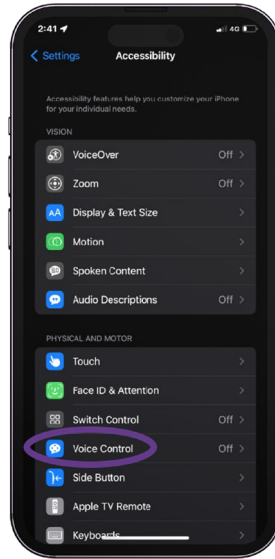 2:41 4G
Settings Accessibility
Accessibility features help you customize your iPhone
for your individual needs.
VISION
VoiceOver Off
Zoom Off
AA Display & Text Size
Motion
Spoken Content
Audio Descriptions Off
PHYSICAL AND MOTOR
Touch
Face ID & Attention
Switch Control Off
Voice Control Off
Side Button
Apple TV Remote
Keyboards